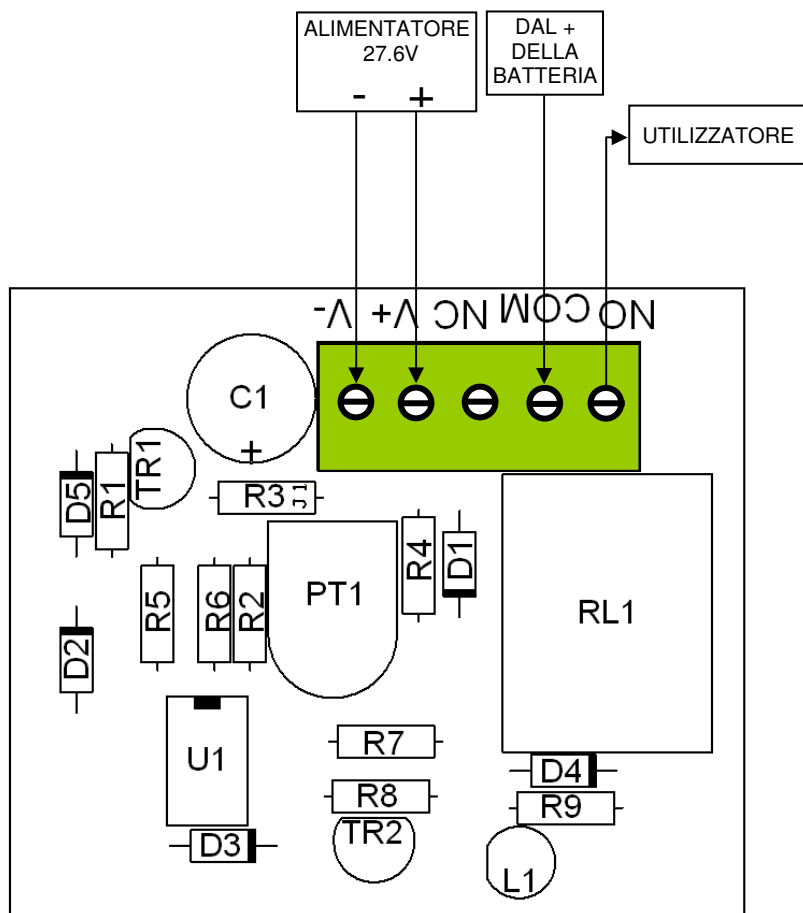 ALIMENTATORE
27.6V
- +
DAL +
DELLA
BATTERIA
UTILIZZATORE
V- V+ NC COM NO
C1
+
TR1
D5
R1
R3
J1
R4
D1
PT1
RL1
R5
R6
R2
D2
U1
R7
D4
R8
R9
TR2
D3
L1